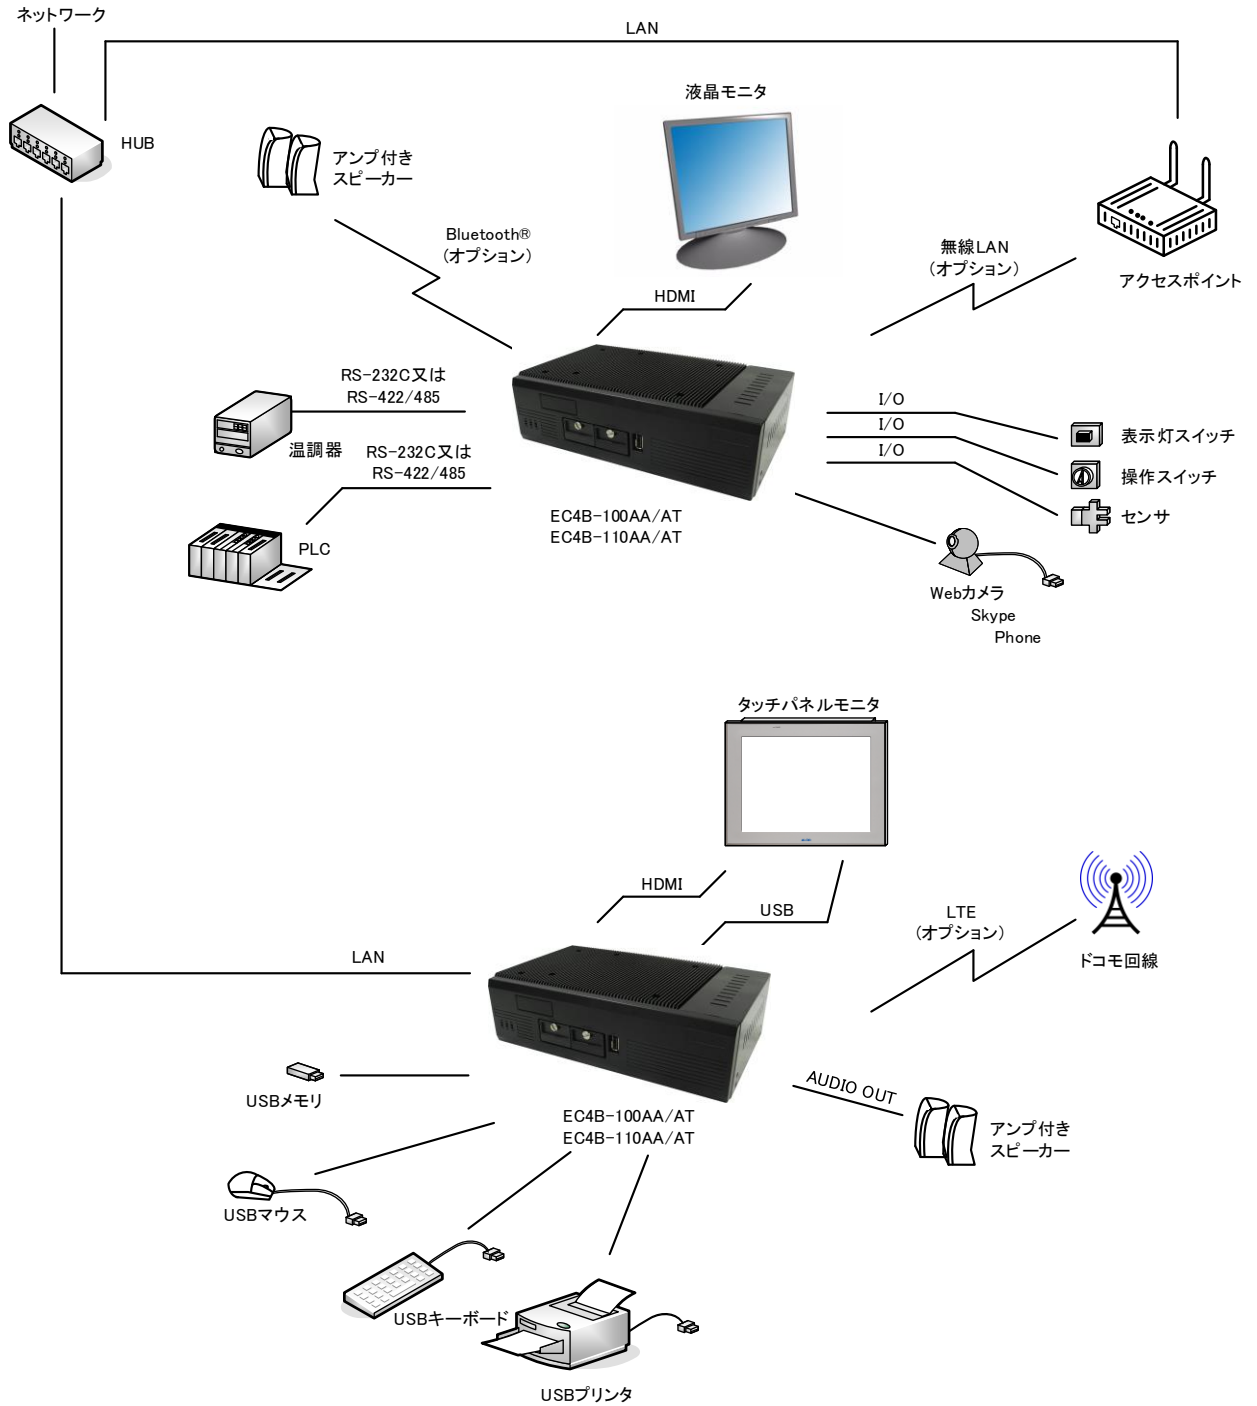 ネットワーク
LAN
HUB
液晶モニタ
アンプ付き
スピーカー
Bluetooth®
(オプション)
無線LAN
(オプション)
アクセスポイント
HDMI
RS-232C又は
RS-422/485
温調器
RS-232C又は
RS-422/485
PLC
I/O
I/O
I/O
表示灯スイッチ
操作スイッチ
センサ
EC4B-100AA/AT
EC4B-110AA/AT
Webカメラ
Skype
Phone
タッチパネルモニタ
HDMI
USB
LTE
(オプション)
ドコモ回線
LAN
USBメモリ
EC4B-100AA/AT
EC4B-110AA/AT
AUDIO OUT
アンプ付き
スピーカー
USBマウス
USBキーボード
USBプリンタ